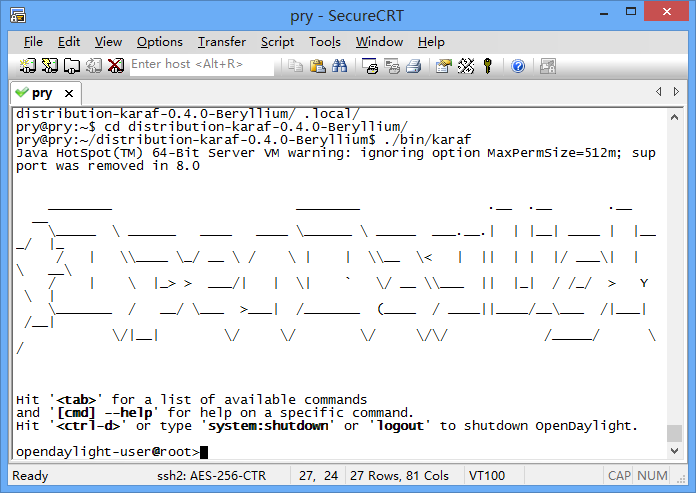 pry - SecureCRT
File Edit View Options Transfer Script Tools Window Help
Enter host <Alt+R>
pry
distribution-karaf-0.4.0-Beryllium/ .local/
pry@pry:~$ cd distribution-karaf-0.4.0-Beryllium/
pry@pry:~/distribution-karaf-0.4.0-Beryllium$ ./bin/karaf
Java HotSpot(TM) 64-Bit Server VM warning: ignoring option MaxPermSize=512m; sup
port was removed in 8.0
Hit '<tab>' for a list of available commands
and '[cmd] --help' for help on a specific command.
Hit '<ctrl-d>' or type 'system:shutdown' or 'logout' to shutdown OpenDaylight.
opendaylight-user@root>
Ready ssh2: AES-256-CTR 27, 24 27 Rows, 81 Cols VT100 CAP NUM